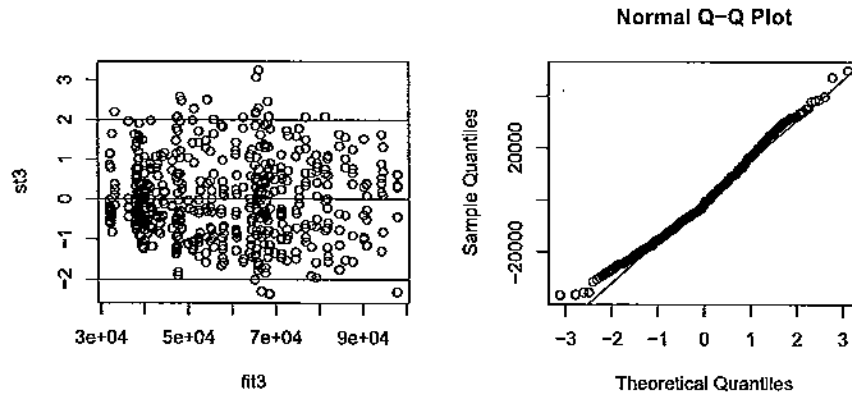 Normal Q-Q Plot
st3
3
2
1
0
-1
-2
3e+04 5e+04 7e+04 9e+04
fit3
Sample Quantiles
20000
-20000
-3 -2 -1 0 1 2 3
Theoretical Quantiles